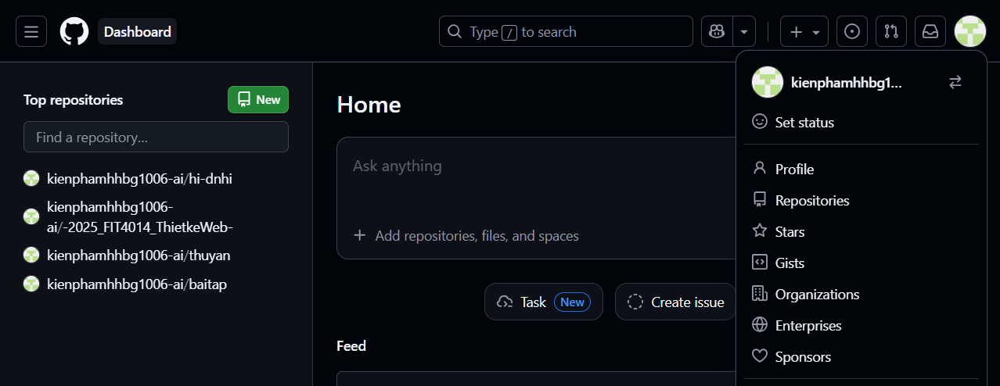 Dashboard
Type / to search
Top repositories
New
Find a repository...
kienphamhhbg1006-ai/hi-dnhi
kienphamhhbg1006-
ai/-2025_FIT4014_ThietkeWeb-
kienphamhhbg1006-ai/thuyan
kienphamhhbg1006-ai/baitap
Home
Ask anything
Add repositories, files, and spaces
Task New
Create issue
Feed
kienphamhhbg1...
Set status
Profile
Repositories
Stars
Gists
Organizations
Enterprises
Sponsors